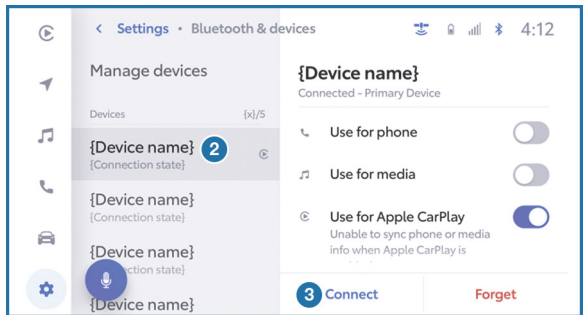 < Settings • Bluetooth & devices
4:12
Manage devices
Devices {x}/5
{Device name} 2
{Connection state}
{Device name}
{Connection state}
{Device name}
ction state}
{Device name}
{Device name}
Connected - Primary Device
Use for phone
Use for media
Use for Apple CarPlay
Unable to sync phone or media
info when Apple CarPlay is
3 Connect
Forget